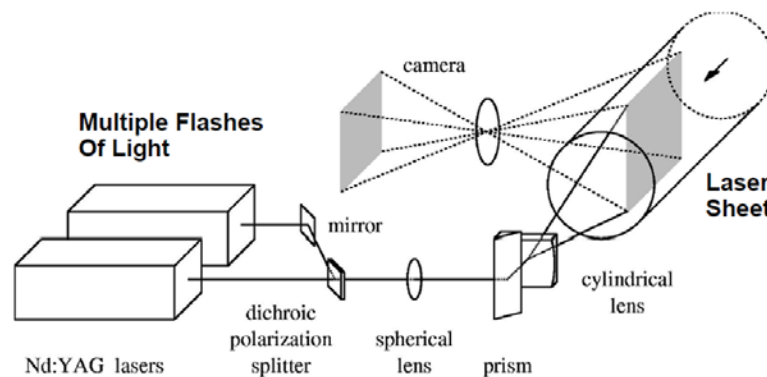 camera
Multiple Flashes
Of Light
Laser
Sheet
mirror
dichroic
polarization
splitter
spherical
lens
prism
cylindrical
lens
Nd:YAG lasers